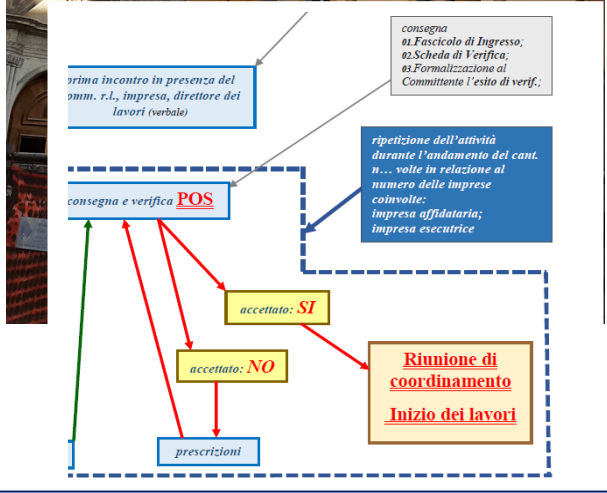 consegna
01.Fascicolo di Ingresso;
02.Scheda di Verifica;
03.Formalizzazione al
Committente l'esito di verif.;
prima incontro in presenza del
omm. r.l., impresa, direttore dei
lavori (verbale)
ripetizione dell'attività
durante l'andamento del cant.
n… volte in relazione al
numero delle imprese
coinvolte:
impresa affidataria;
impresa esecutrice
consegna e verifica POS
accettato: SI
accettato: NO
Riunione di
coordinamento
Inizio dei lavori
prescrizioni